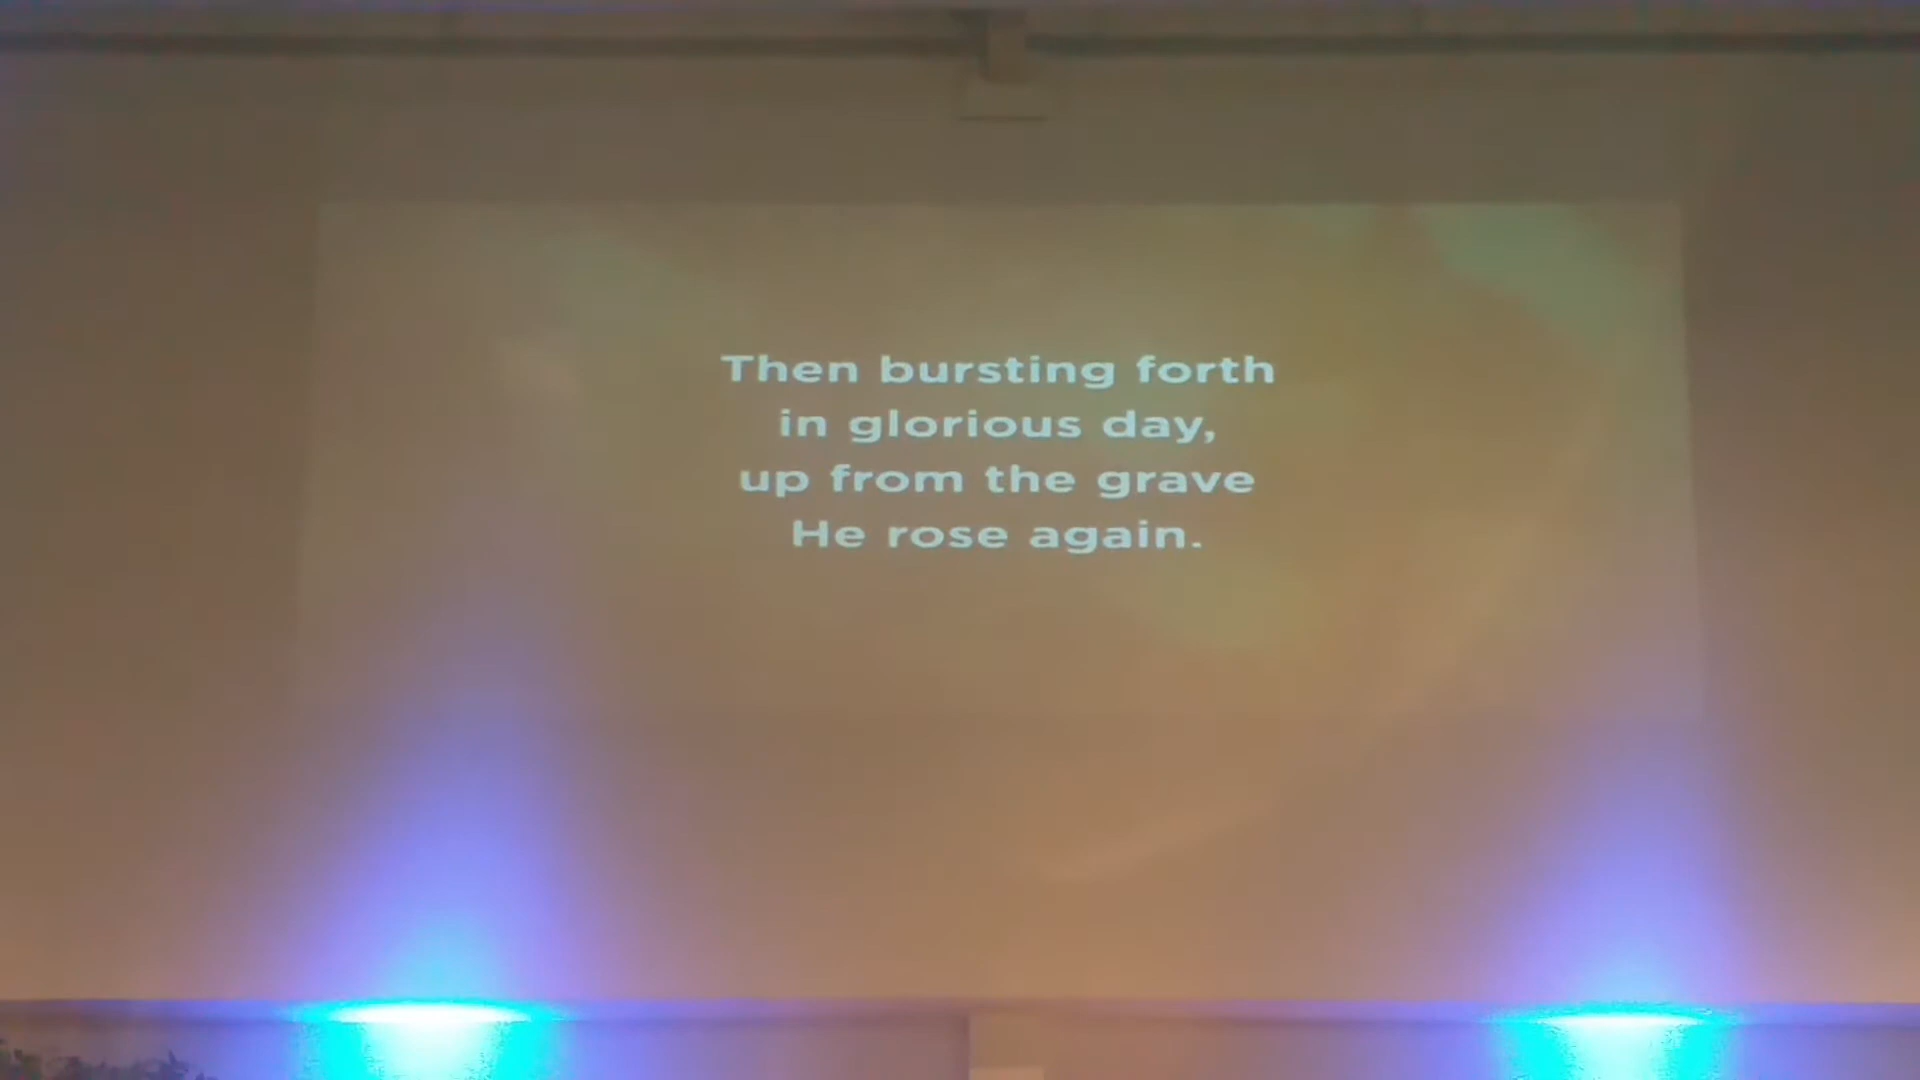 Then bursting forth
in glorious day,
up from the grave
He rose again.